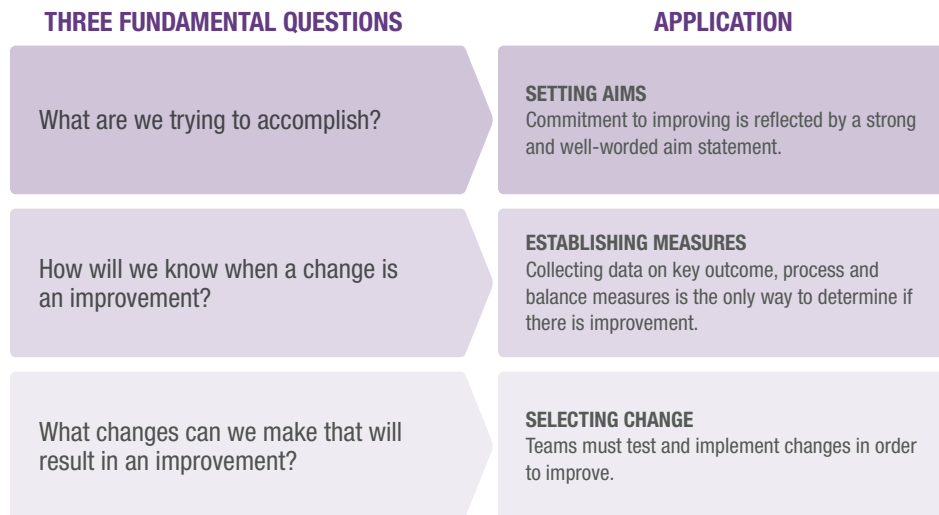 THREE FUNDAMENTAL QUESTIONS
APPLICATION
What are we trying to accomplish?
SETTING AIMS
Commitment to improving is reflected by a strong
and well-worded aim statement.
How will we know when a change is
an improvement?
ESTABLISHING MEASURES
Collecting data on key outcome, process and
balance measures is the only way to determine if
there is improvement.
What changes can we make that will
result in an improvement?
SELECTING CHANGE
Teams must test and implement changes in order
to improve.